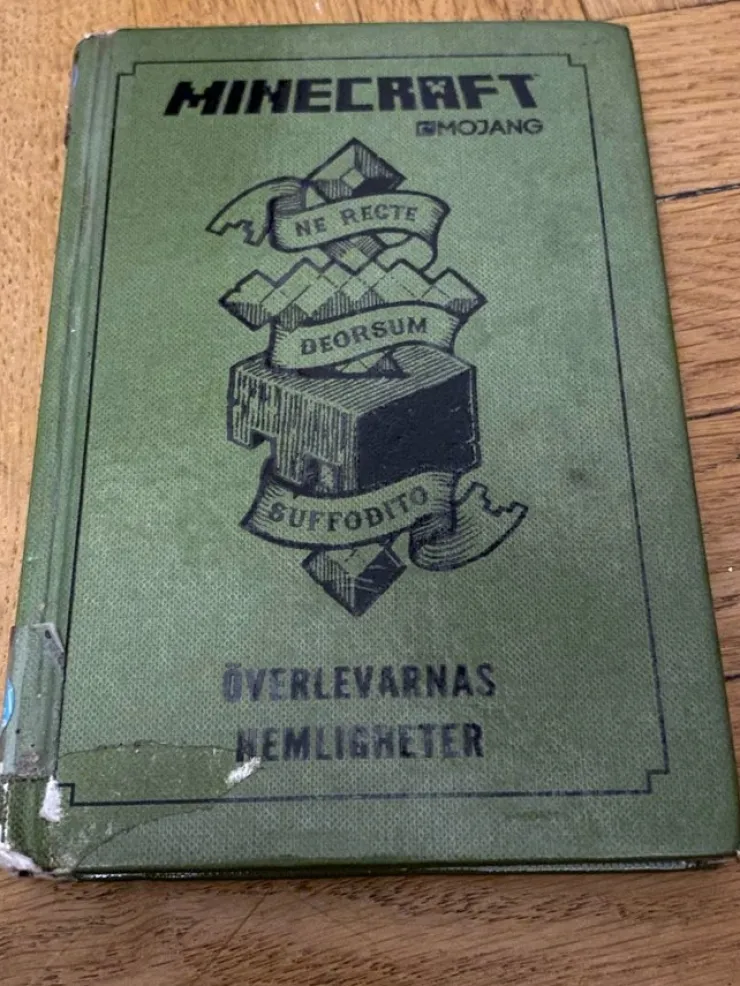 MINECRAFT
MOJANG
NE RECTE
DEORSUM
SUFFODITO
ÖVERLEVARNAS
HEMLIGHETER